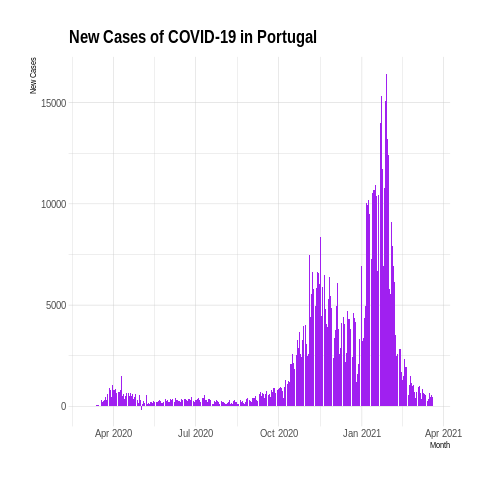 New Cases of COVID-19 in Portugal
New Cases
15000
10000
5000
0
Apr 2020 Jul 2020 Oct 2020 Jan 2021 Apr 2021
Month